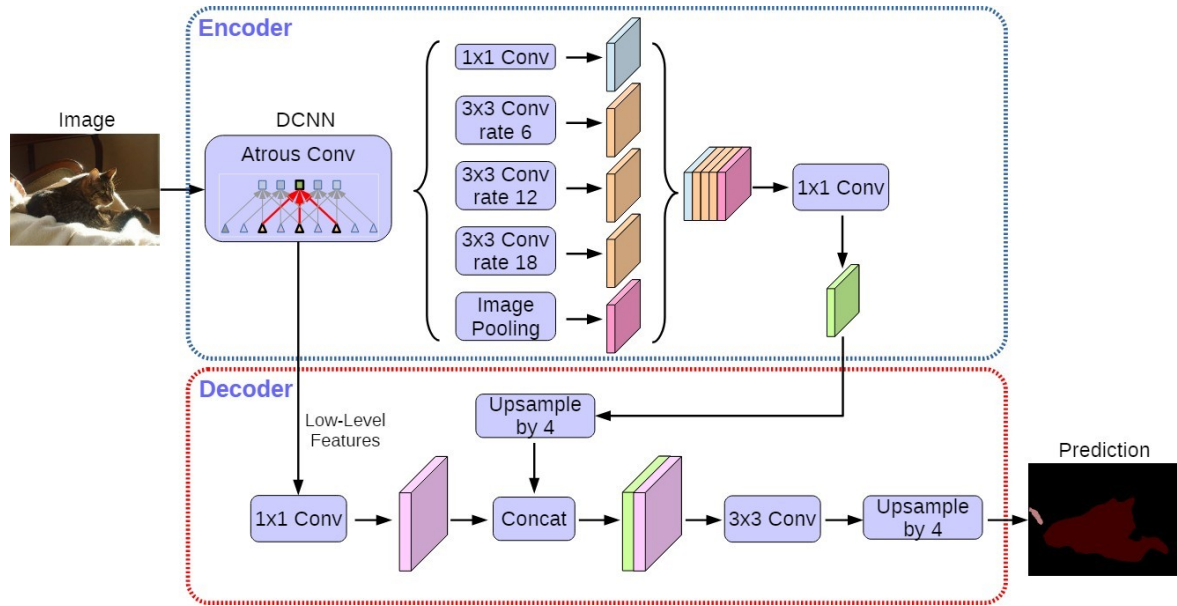 Encoder
Image
DCNN
Atrous Conv
1x1 Conv
3x3 Conv
rate 6
3x3 Conv
rate 12
3x3 Conv
rate 18
Image
Pooling
1x1 Conv
Decoder
Low-Level
Features
Upsample
by 4
1x1 Conv
Concat
3x3 Conv
Upsample
by 4
Prediction